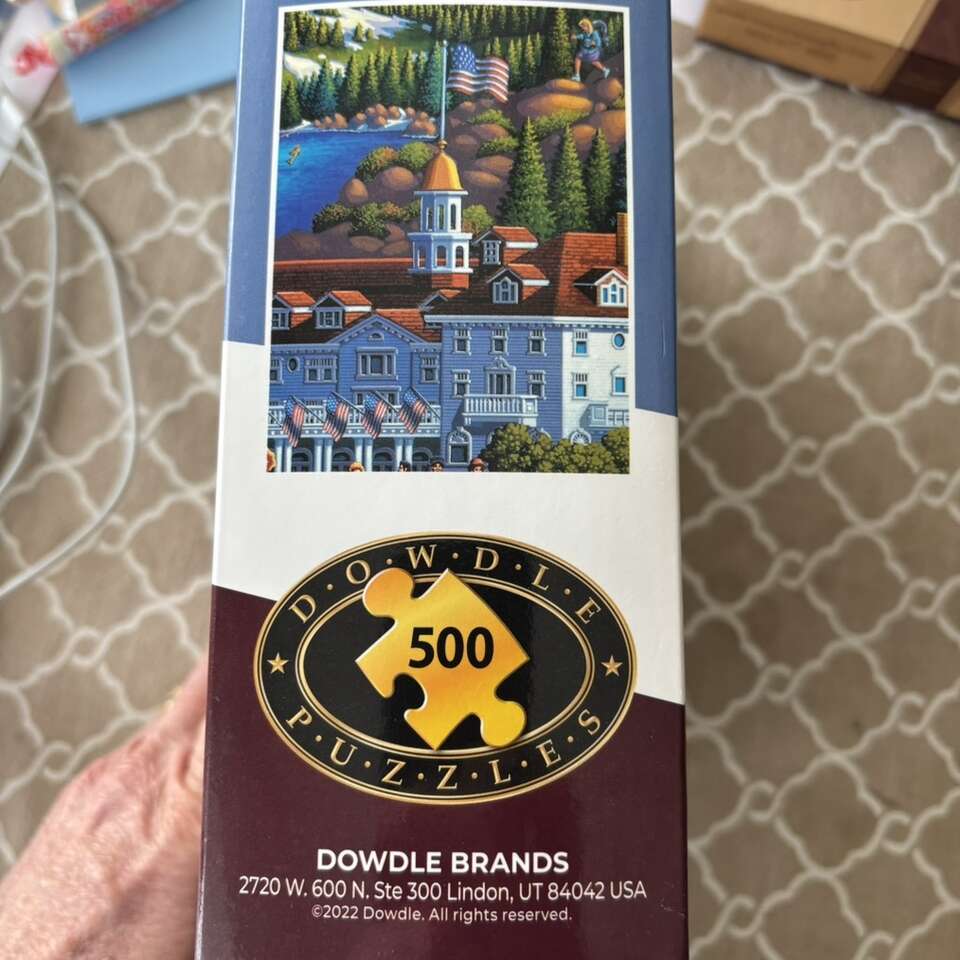 D·O·W·D·L·E
500
P·U·Z·Z·L·E·S
DOWDLE BRANDS
2720 W. 600 N. Ste 300 Lindon, UT 84042 USA
©2022 Dowdle. All rights reserved.